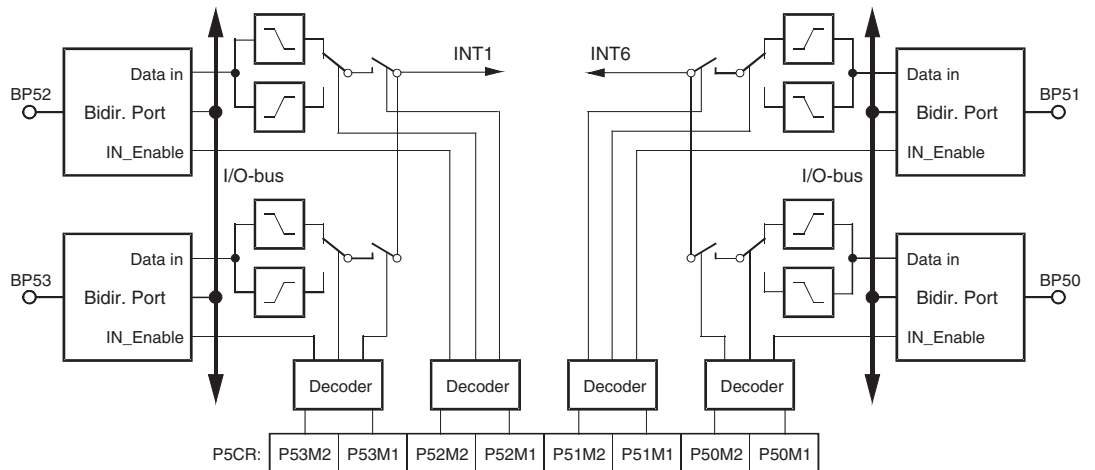 INT1 INT6
Data in Data in
BP52 BP51
Bidir. Port Bidir. Port
IN_Enable IN_Enable
I/O-bus I/O-bus
Data in Data in
BP53 BP50
Bidir. Port Bidir. Port
IN_Enable IN_Enable
Decoder Decoder Decoder Decoder
P5CR: P53M2 P53M1 P52M2 P52M1 P51M2 P51M1 P50M2 P50M1